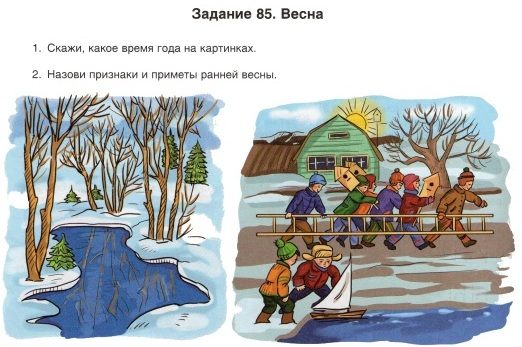 Задание 85. Весна
1. Скажи, какое время года на картинках.
2. Назови признаки и приметы ранней весны.